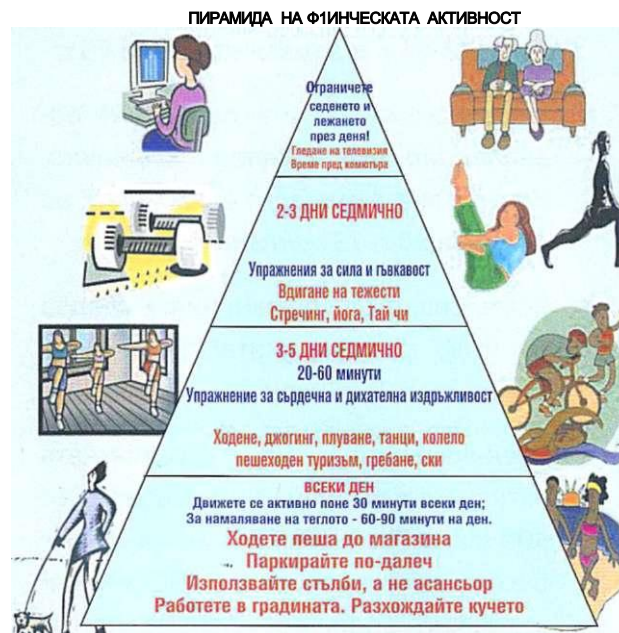 ПИРАМИДА НА Ф1ИНЧЕСКАТА АКТИВНОСТ
Ограничете
седенето и
лежането
през деня!
Гледане на телевизия
Време пред комютъра
2-3 ДНИ СЕДМИЧНО
Упражнения за сила и гъвкавост
Вдигане на тежести
Стречинг, йога, Тай чи
3-5 ДНИ СЕДМИЧНО
20-60 минути
Упражнение за сърдечна и дихателна издръжливост
Ходене, джогинг, плуване, танци, колело
пешеходен туризъм, гребане, ски
ВСЕКИ ДЕН
Движете се активно поне 30 минути всеки ден;
За намаляване на теглото - 60-90 минути на ден.
Ходете пеша до магазина
Паркирайте по-далеч
Използвайте стълби, а не асансьор
Работете в градината. Разхождайте кучето